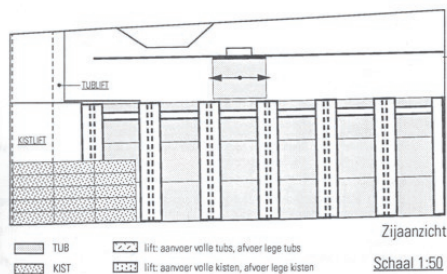 TUBLIFT
KISTLIFT
Zijaanzicht
TUB
lift: aanvoer volle tubs, afvoer lege tubs
KIST
lift: aanvoer volle kisten, afvoer lege kisten
Schaal 1:50